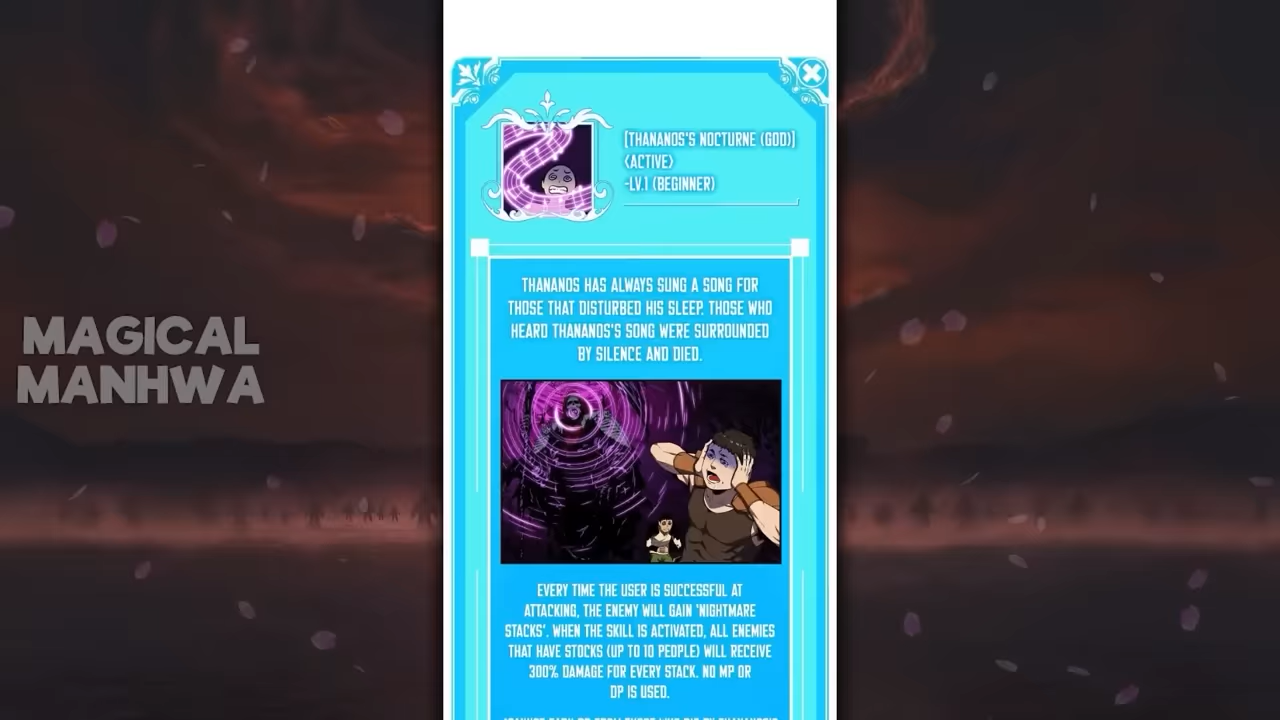 MAGICAL
MANHWA
[THANANOS'S NOCTURNE (GOD)]
<ACTIVE>
-LV.1 (BEGINNER)
THANANOS HAS ALWAYS SUNG A SONG FOR
THOSE THAT DISTURBED HIS SLEEP. THOSE WHO
HEARD THANANOS'S SONG WERE SURROUNDED
BY SILENCE AND DIED.
EVERY TIME THE USER IS SUCCESSFUL AT
ATTACKING, THE ENEMY WILL GAIN 'NIGHTMARE
STACKS'. WHEN THE SKILL IS ACTIVATED, ALL ENEMIES
THAT HAVE STOCKS (UP TO 10 PEOPLE) WILL RECEIVE
300% DAMAGE FOR EVERY STACK. NO MP OR
DP IS USED.